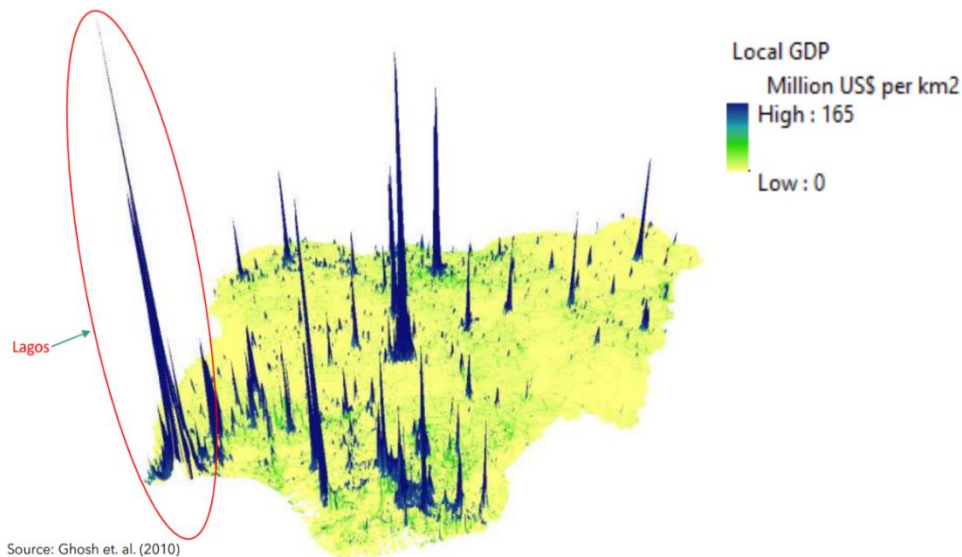 Local GDP
Million US$ per km2
High : 165
Low : 0
Lagos
Source: Ghosh et. al. (2010)